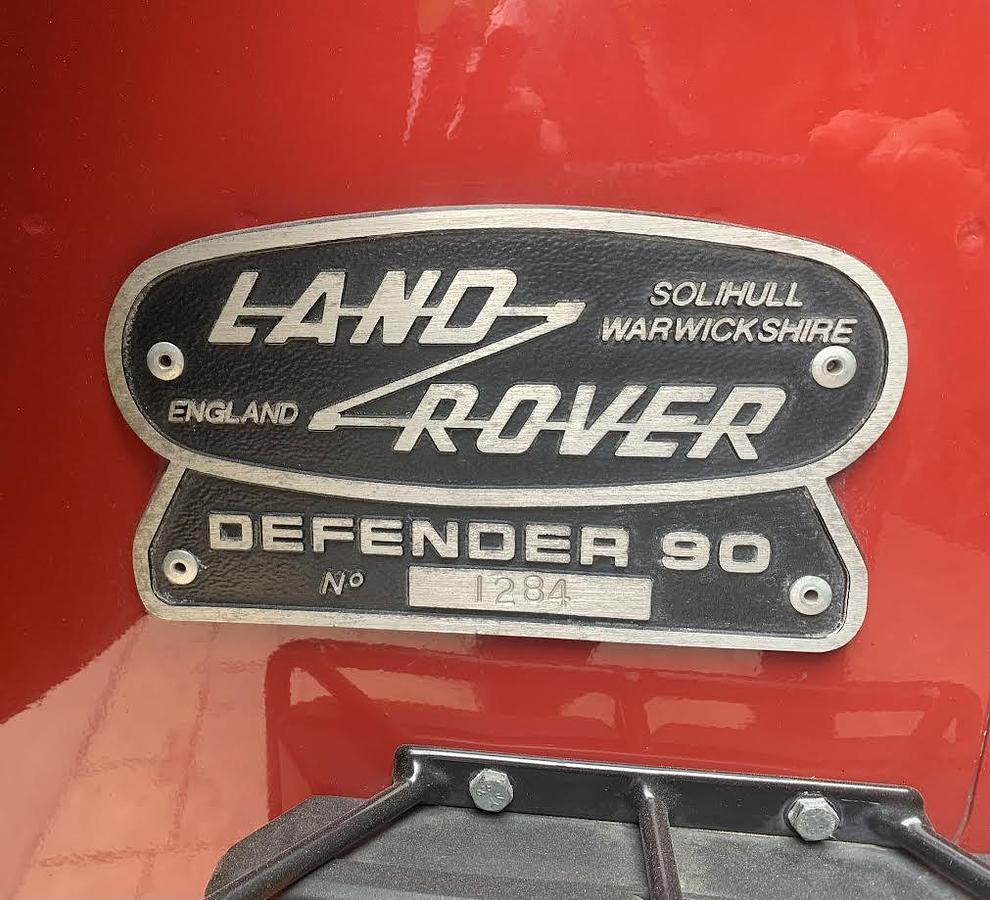 LAND
SOLIHULL
WARWICKSHIRE
ENGLAND
ROVER
DEFENDER 90
Nº 1284